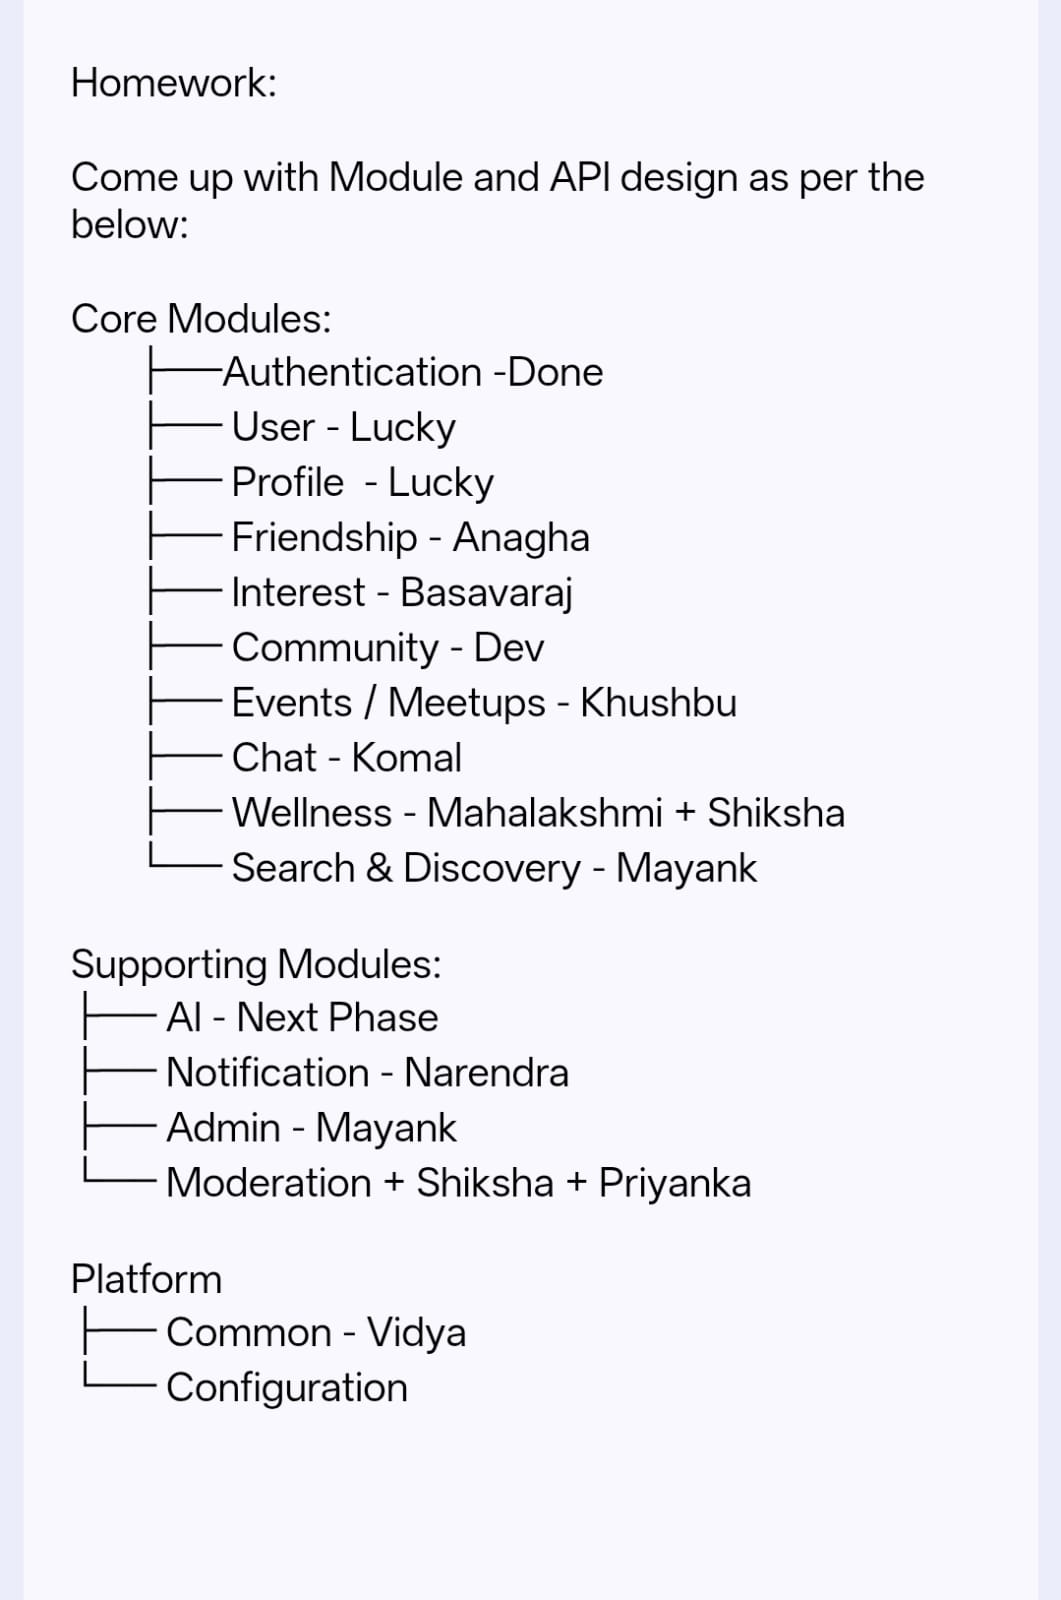 Homework:
Come up with Module and API design as per the
below:
Core Modules:
├──Authentication -Done
├── User - Lucky
├── Profile  - Lucky
├── Friendship - Anagha
├── Interest - Basavaraj
├── Community - Dev
├── Events / Meetups - Khushbu
├── Chat - Komal
├── Wellness - Mahalakshmi + Shiksha
└── Search & Discovery - Mayank
Supporting Modules:
├── AI - Next Phase
├── Notification - Narendra
├── Admin - Mayank
└── Moderation + Shiksha + Priyanka
Platform
├── Common - Vidya
└── Configuration